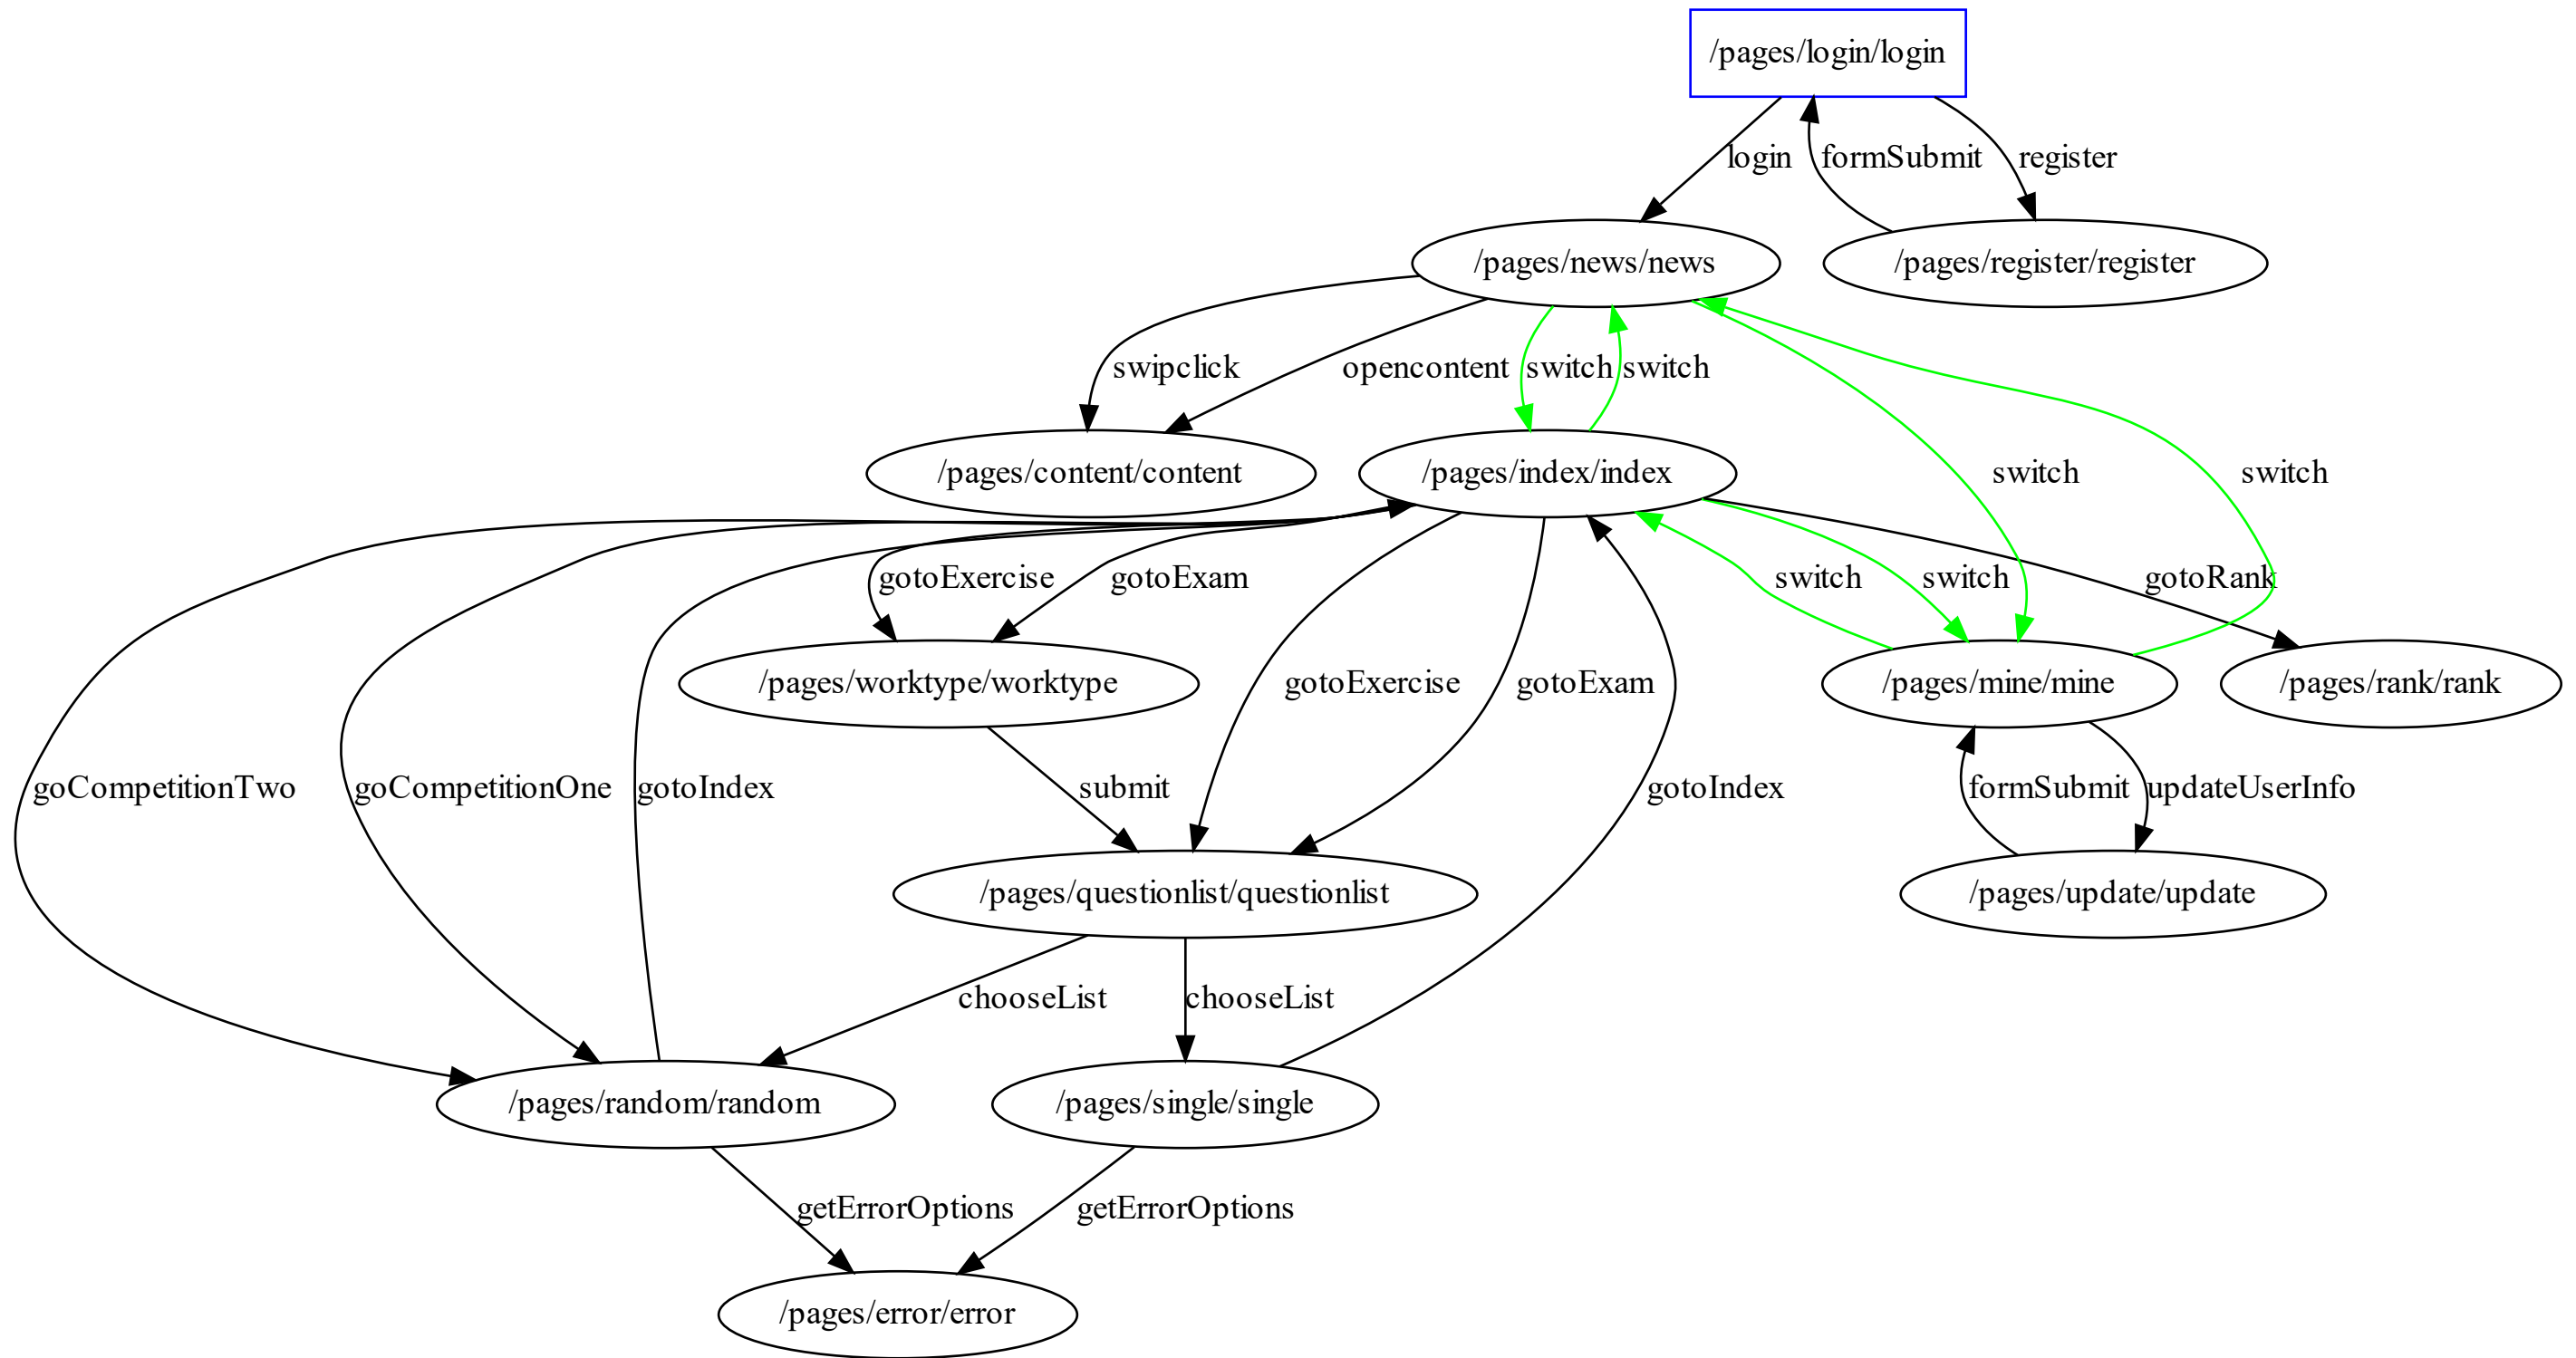 /pages/login/login
login
formSubmit
register
/pages/news/news
/pages/register/register
swipclick
opencontent
switch
switch
/pages/content/content
/pages/index/index
switch
switch
gotoExercise
gotoExam
switch
switch
gotoRank
/pages/worktype/worktype
gotoExercise
gotoExam
/pages/mine/mine
/pages/rank/rank
goCompetitionTwo
goCompetitionOne
gotoIndex
submit
gotoIndex
formSubmit
updateUserInfo
/pages/questionlist/questionlist
/pages/update/update
chooseList
chooseList
/pages/random/random
/pages/single/single
getErrorOptions
getErrorOptions
/pages/error/error